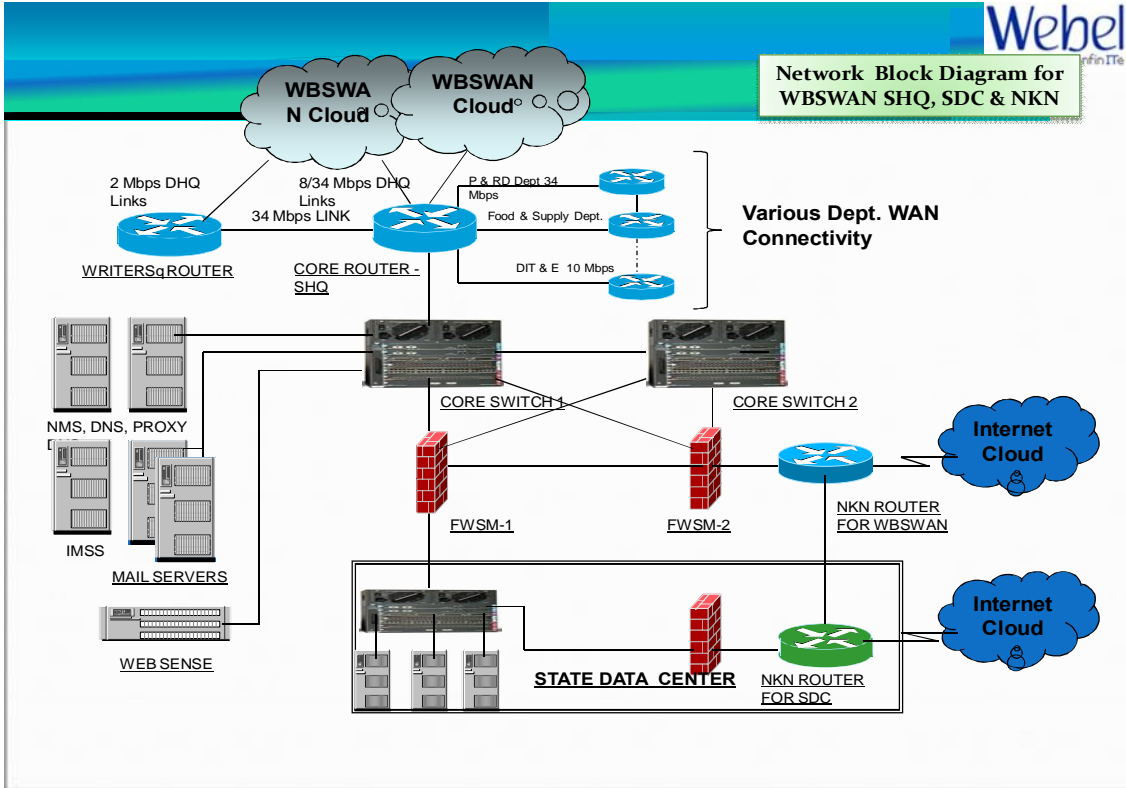 Webel
nfinITe
Network Block Diagram for
WBSWAN SHQ, SDC & NKN
WBSWA
N Cloud
WBSWAN
Cloud
2 Mbps DHQ
Links
8/34 Mbps DHQ
Links
34 Mbps LINK
P & RD Dept 34
Mbps
Food & Supply Dept.
DIT & E 10 Mbps
Various Dept. WAN
Connectivity
WRITERSq ROUTER
CORE ROUTER -
SHQ
CORE SWITCH 1
CORE SWITCH 2
NMS, DNS, PROXY
Internet
Cloud
FWSM-1
FWSM-2
NKN ROUTER
FOR WBSWAN
IMSS
MAIL SERVERS
Internet
Cloud
WEB SENSE
STATE DATA CENTER
NKN ROUTER
FOR SDC